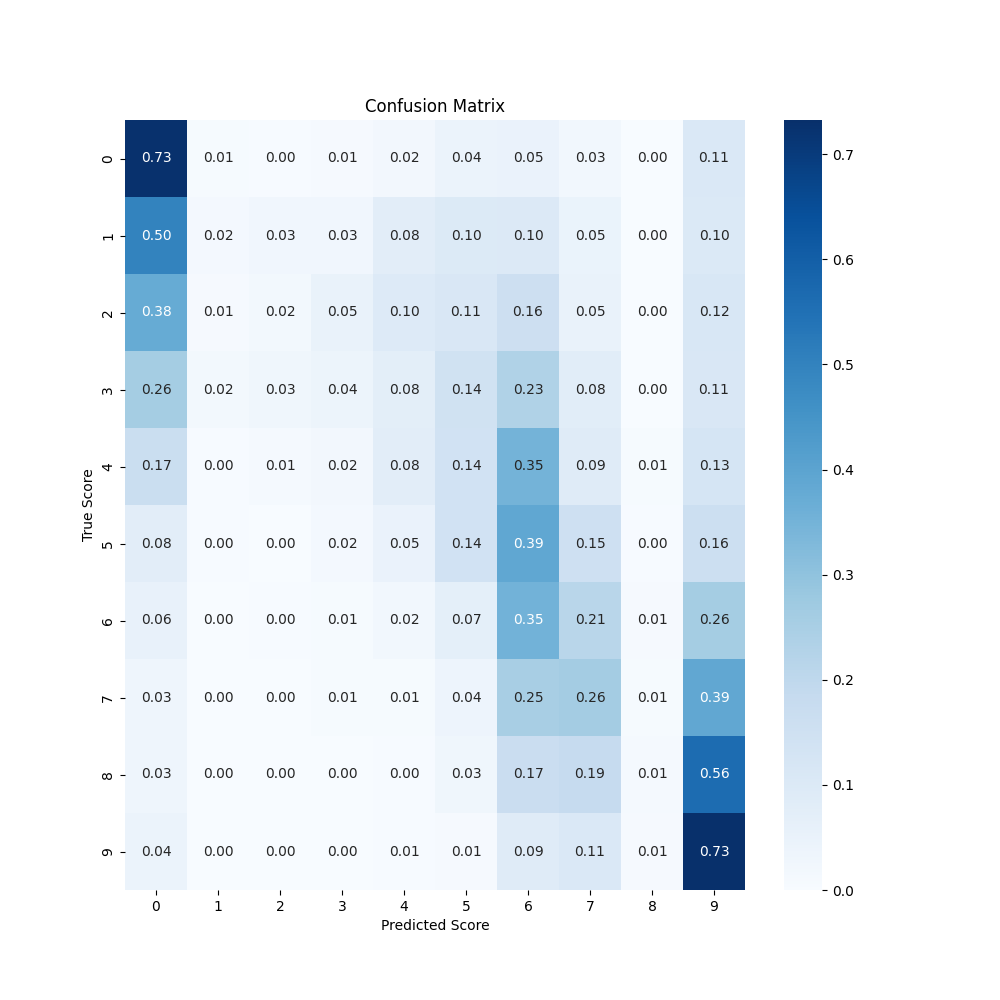 Confusion Matrix
0 0.73 0.01 0.00 0.01 0.02 0.04 0.05 0.03 0.00 0.11
1 0.50 0.02 0.03 0.03 0.08 0.10 0.10 0.05 0.00 0.10
2 0.38 0.01 0.02 0.05 0.10 0.11 0.16 0.05 0.00 0.12
3 0.26 0.02 0.03 0.04 0.08 0.14 0.23 0.08 0.00 0.11
4 0.17 0.00 0.01 0.02 0.08 0.14 0.35 0.09 0.01 0.13
5 0.08 0.00 0.00 0.02 0.05 0.14 0.39 0.15 0.00 0.16
6 0.06 0.00 0.00 0.01 0.02 0.07 0.35 0.21 0.01 0.26
7 0.03 0.00 0.00 0.01 0.01 0.04 0.25 0.26 0.01 0.39
8 0.03 0.00 0.00 0.00 0.00 0.03 0.17 0.19 0.01 0.56
9 0.04 0.00 0.00 0.00 0.01 0.01 0.09 0.11 0.01 0.73
0 1 2 3 4 5 6 7 8 9
Predicted Score
True Score
0.7
0.6
0.5
0.4
0.3
0.2
0.1
0.0